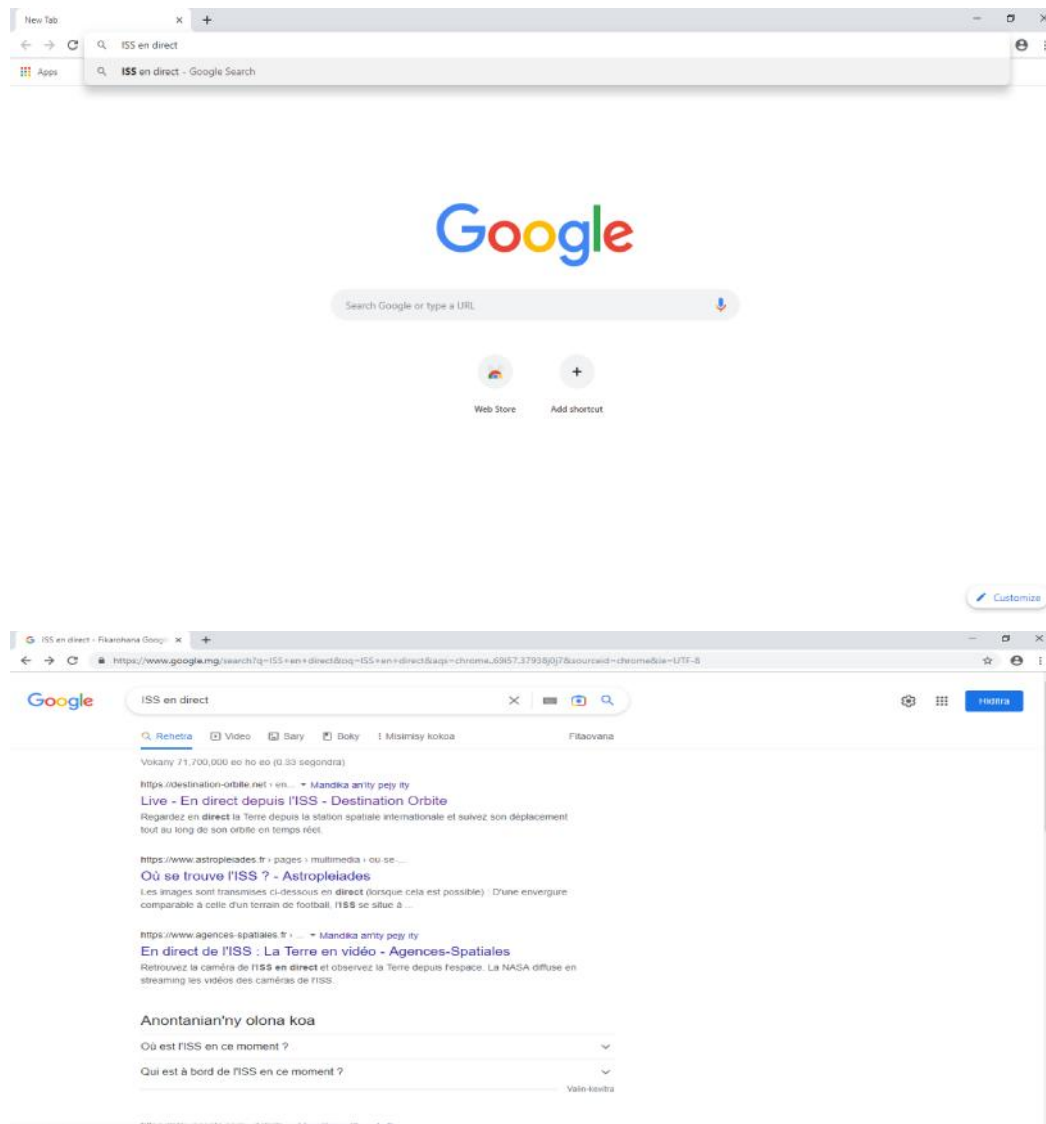 New Tab
ISS en direct
Apps
ISS en direct - Google Search
Google
Search Google or type a URL
Web Store
Add shortcut
Customize
ISS en direct - Fikarohana Googl
https://www.google.mg/search?q=ISS+en+direct&oq=ISS+en+direct&aqs=chrome..69i57.37938j0j7&sourceid=chrome&ie=UTF-8
Google
ISS en direct
Hiditra
Rehetra Video Sary Boky Misimisy kokoa Fitaovana
Vokany 71,700,000 eo ho eo (0.33 segondra)
https://destination-orbite.net › en... Mandika an'ity pejy ity
Live - En direct depuis l'ISS - Destination Orbite
Regardez en direct la Terre depuis la station spatiale internationale et suivez son déplacement
tout au long de son orbite en temps réel.
https://www.astropleiades.fr › pages › multimedia › ou-se-...
Où se trouve l'ISS ? - Astropleiades
Les images sont transmises ci-dessous en direct (lorsque cela est possible) : D'une envergure
comparable à celle d'un terrain de football, l'ISS se situe à ...
https://www.agences-spatiales.fr › ... Mandika an'ity pejy ity
En direct de l'ISS : La Terre en vidéo - Agences-Spatiales
Retrouvez la caméra de l'ISS en direct et observez la Terre depuis l'espace. La NASA diffuse en
streaming les vidéos des caméras de l'ISS.
Anontanian'ny olona koa
Où est l'ISS en ce moment ?
Qui est à bord de l'ISS en ce moment ?
Valin-kevitra